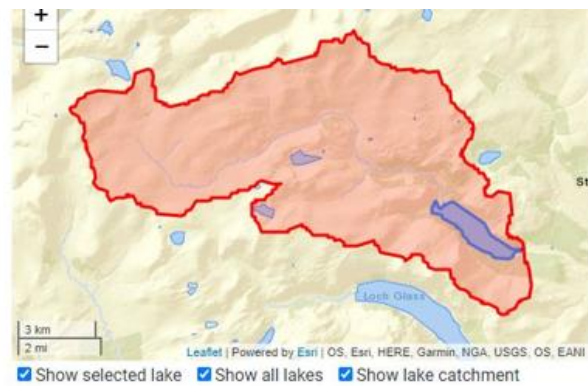 +
−
St
Loch Glass
3 km
2 mi
Leaflet | Powered by Esri | OS, Esri, HERE, Garmin, NGA, USGS, OS, EANI
Show selected lake Show all lakes Show lake catchment